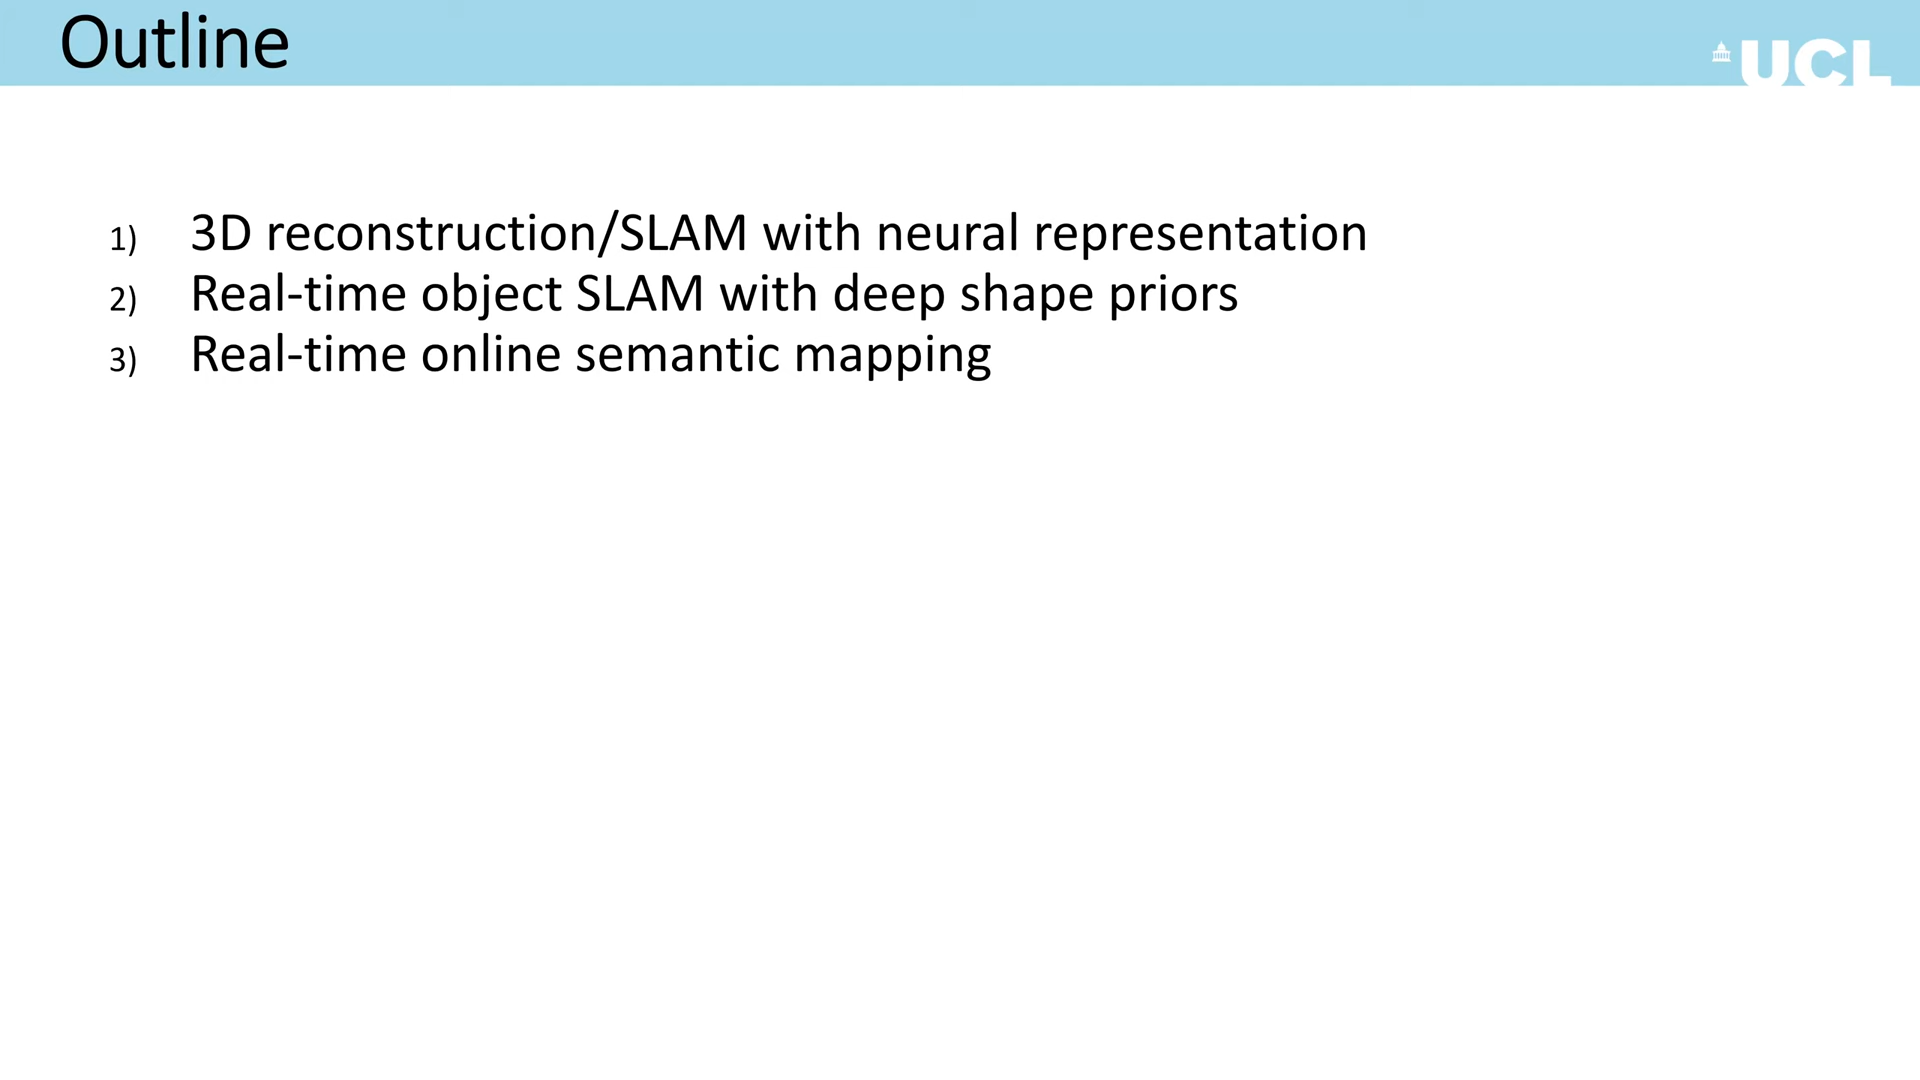 Outline
UCL
1) 3D reconstruction/SLAM with neural representation
2) Real-time object SLAM with deep shape priors
3) Real-time online semantic mapping